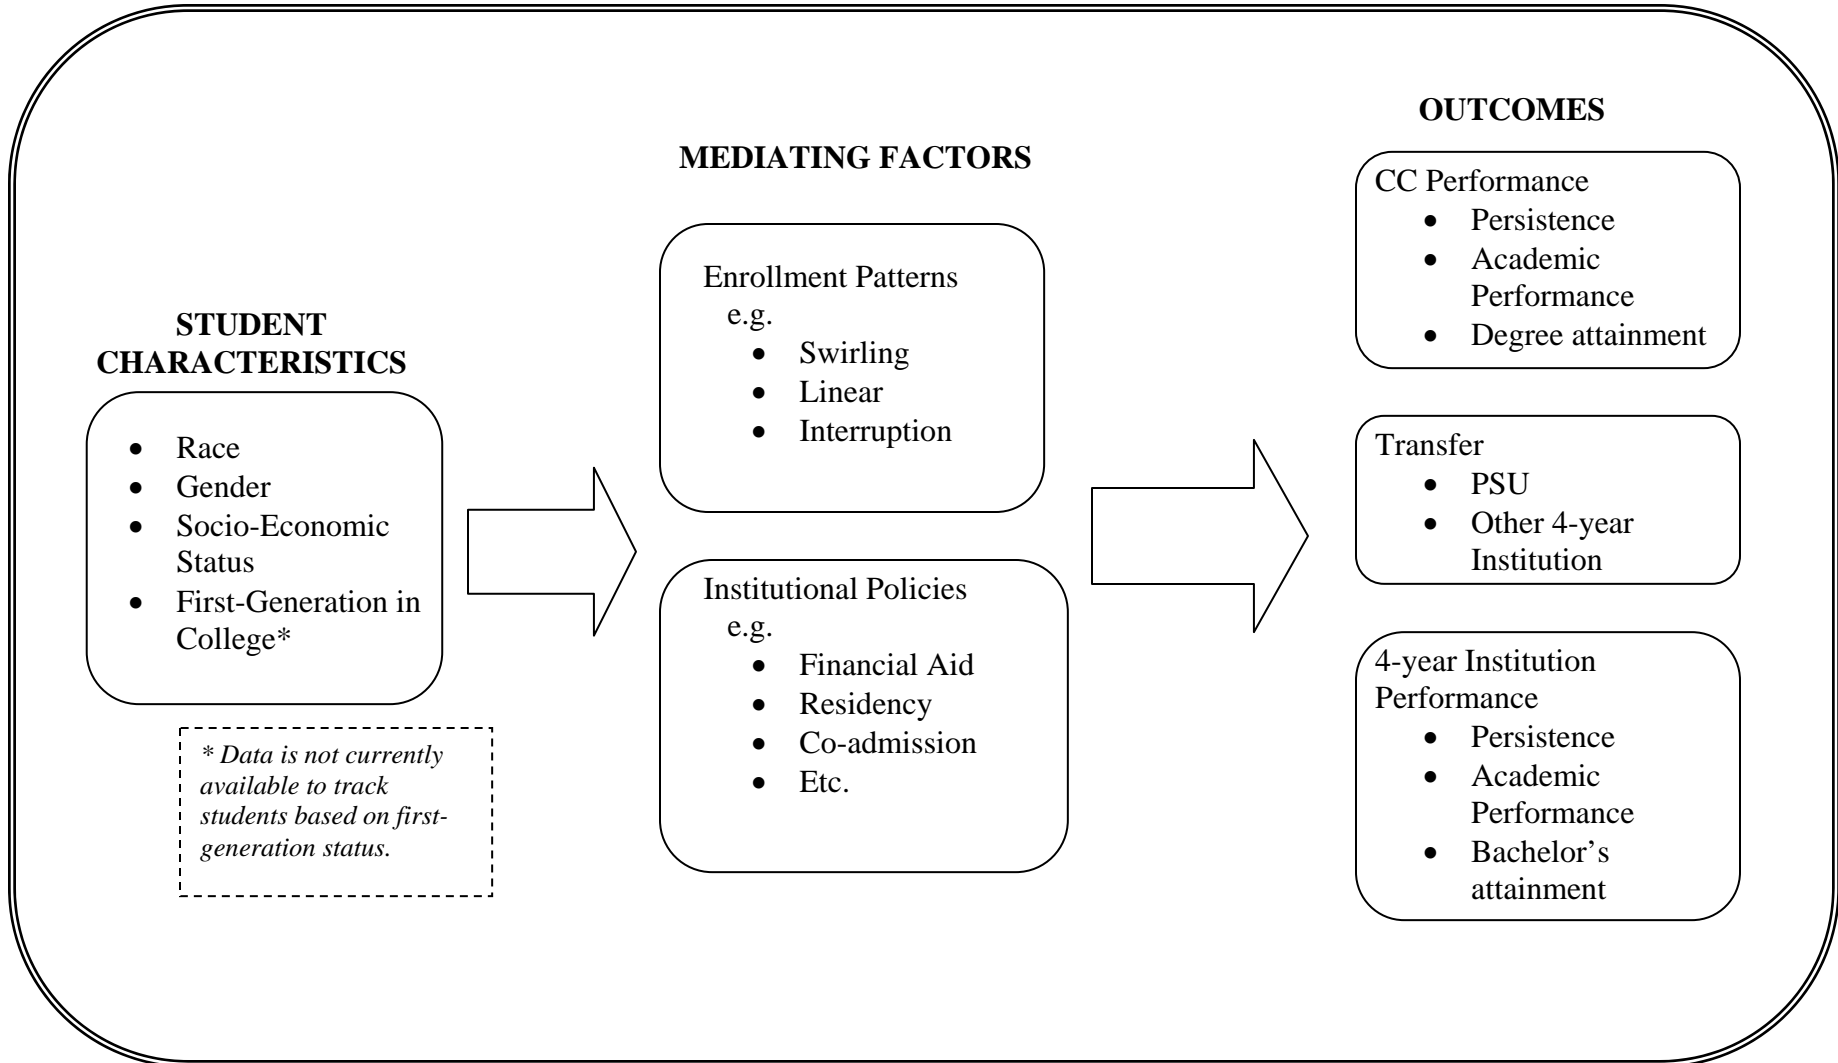 STUDENT
CHARACTERISTICS
• Race
• Gender
• Socio-Economic
Status
• First-Generation in
College*
* Data is not currently
available to track
students based on first-
generation status.
MEDIATING FACTORS
Enrollment Patterns
e.g.
• Swirling
• Linear
• Interruption
Institutional Policies
e.g.
• Financial Aid
• Residency
• Co-admission
• Etc.
OUTCOMES
CC Performance
• Persistence
• Academic
Performance
• Degree attainment
Transfer
• PSU
• Other 4-year
Institution
4-year Institution
Performance
• Persistence
• Academic
Performance
• Bachelor’s
attainment